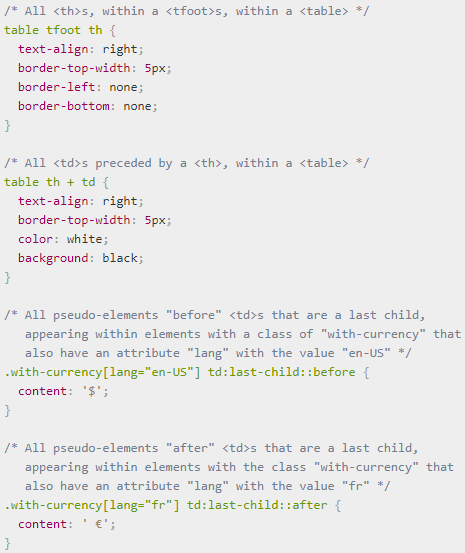 /* All <th>s, within a <tfoot>s, within a <table> */
table tfoot th {
  text-align: right;
  border-top-width: 5px;
  border-left: none;
  border-bottom: none;
}

/* All <td>s preceded by a <th>, within a <table> */
table th + td {
  text-align: right;
  border-top-width: 5px;
  color: white;
  background: black;
}

/* All pseudo-elements "before" <td>s that are a last child,
   appearing within elements with a class of "with-currency" that
   also have an attribute "lang" with the value "en-US" */
.with-currency[lang="en-US"] td:last-child::before {
  content: '$';
}

/* All pseudo-elements "after" <td>s that are a last child,
   appearing within elements with the class "with-currency" that
   also have an attribute "lang" with the value "fr" */
.with-currency[lang="fr"] td:last-child::after {
  content: ' €';
}